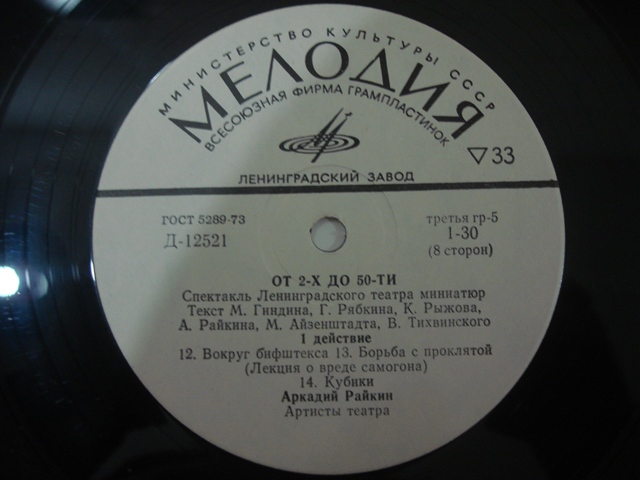 МИНИСТЕРСТВО КУЛЬТУРЫ СССР
МЕЛОДИЯ
ВСЕСОЮЗНАЯ ФИРМА ГРАМПЛАСТИНОК
▽33
ЛЕНИНГРАДСКИЙ ЗАВОД
ГОСТ 5289-73
Д-12521
третья гр-5
1-30
(8 сторон)
ОТ 2-Х ДО 50-ТИ
Спектакль Ленинградского театра миниатюр
Текст М. Гиндина, Г. Рябкина, К. Рыжова,
А. Райкина, М. Айзенштадта, В. Тихвинского
I действие
12. Вокруг бифштекса 13. Борьба с проклятой
(Лекция о вреде самогона)
14. Кубики
Аркадий Райкин
Артисты театра